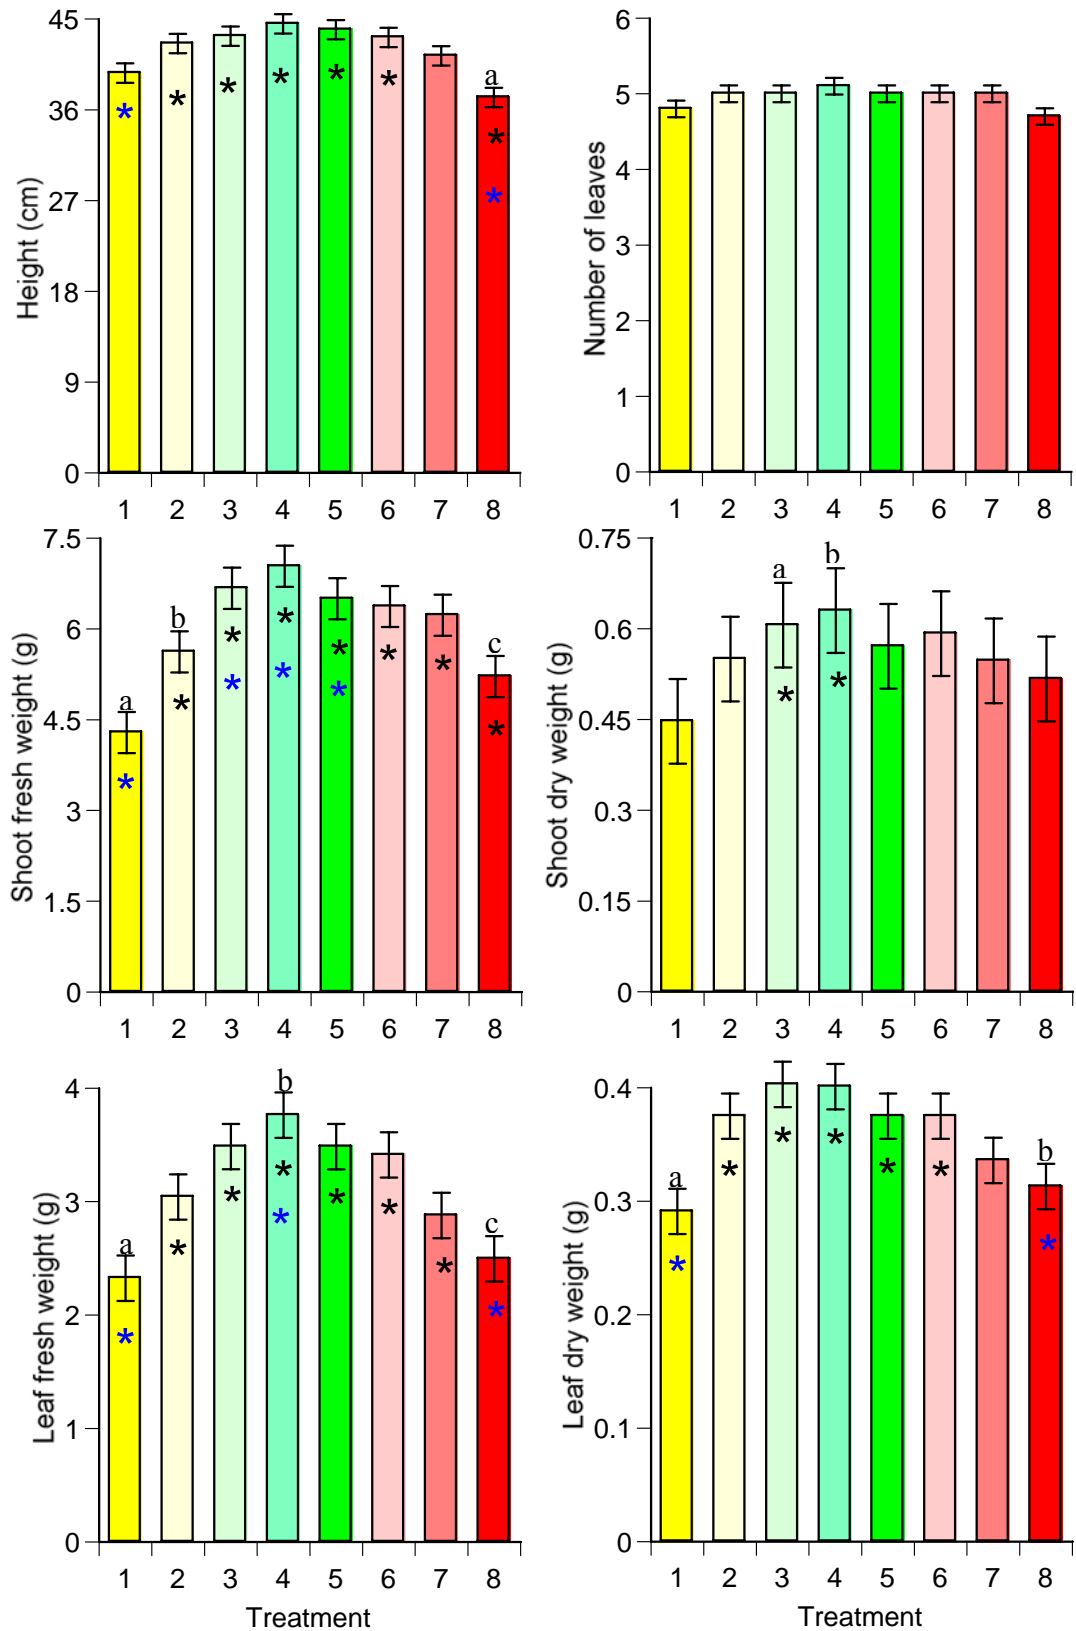 Height (cm)
45
36
27
18
9
0
a
* * * * * * *
*
1 2 3 4 5 6 7 8
Number of leaves
6
5
4
3
2
1
0
1 2 3 4 5 6 7 8
Shoot fresh weight (g)
7.5
6
4.5
3
1.5
0
a b c
* * * * * * * *
* * *
1 2 3 4 5 6 7 8
Shoot dry weight (g)
0.75
0.6
0.45
0.3
0.15
0
a b
* *
1 2 3 4 5 6 7 8
Leaf fresh weight (g)
4
3
2
1
0
a b c
* * * * * * * *
*
1 2 3 4 5 6 7 8
Treatment
Leaf dry weight (g)
0.4
0.3
0.2
0.1
0
a b
* * * * * * *
1 2 3 4 5 6 7 8
Treatment